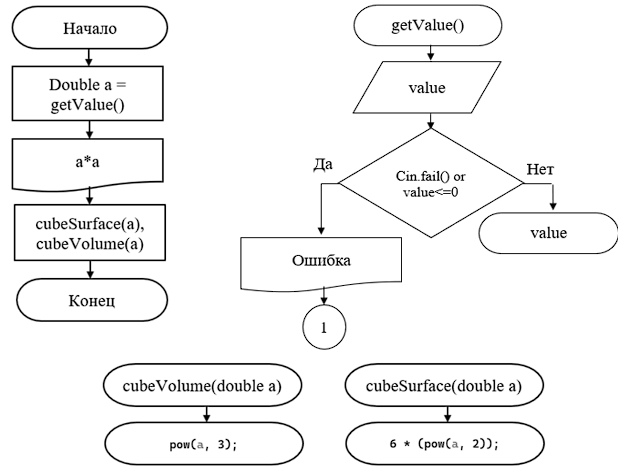 Начало
Double a =
getValue()
a*a
cubeSurface(a),
cubeVolume(a)
Конец
getValue()
value
Cin.fail() or
value<=0
Да
Нет
value
Ошибка
1
cubeVolume(double a)
pow(a, 3);
cubeSurface(double a)
6 * (pow(a, 2));